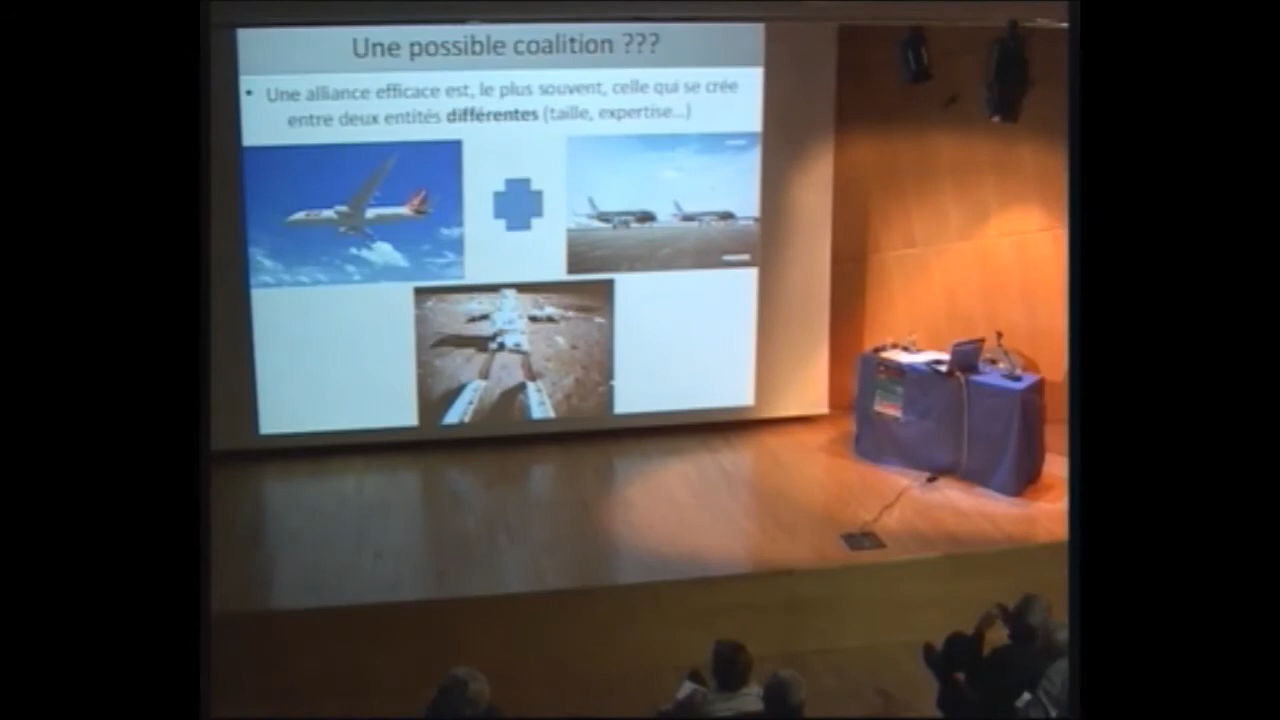 Une possible coalition ???
• Une alliance efficace est, le plus souvent, celle qui se crée
entre deux entités différentes (taille, expertise...)